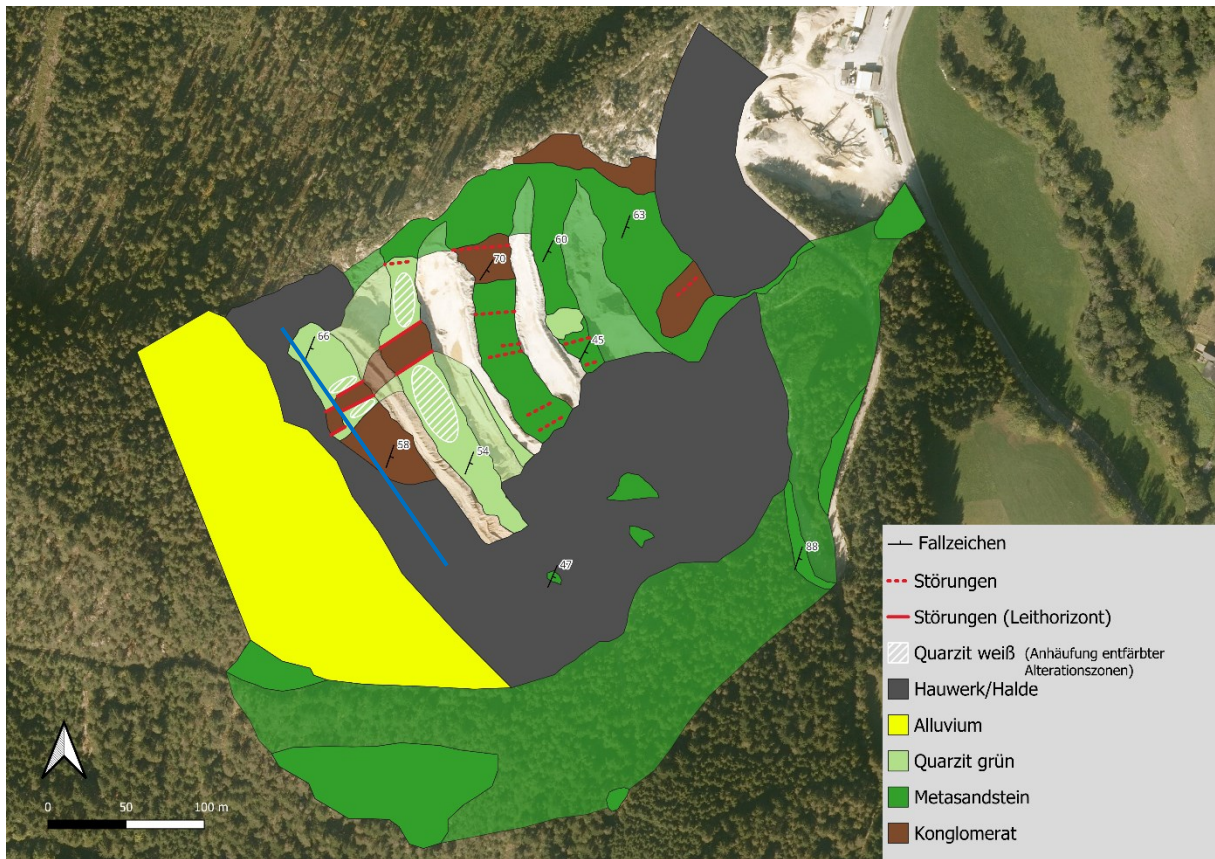 63
60
70
66
45
58
54
47
88
Fallzeichen
Störungen
Störungen (Leithorizont)
Quarzit weiß (Anhäufung entfärbter
Alterationszonen)
Hauwerk/Halde
Alluvium
Quarzit grün
Metasandstein
Konglomerat
0 50 100 m